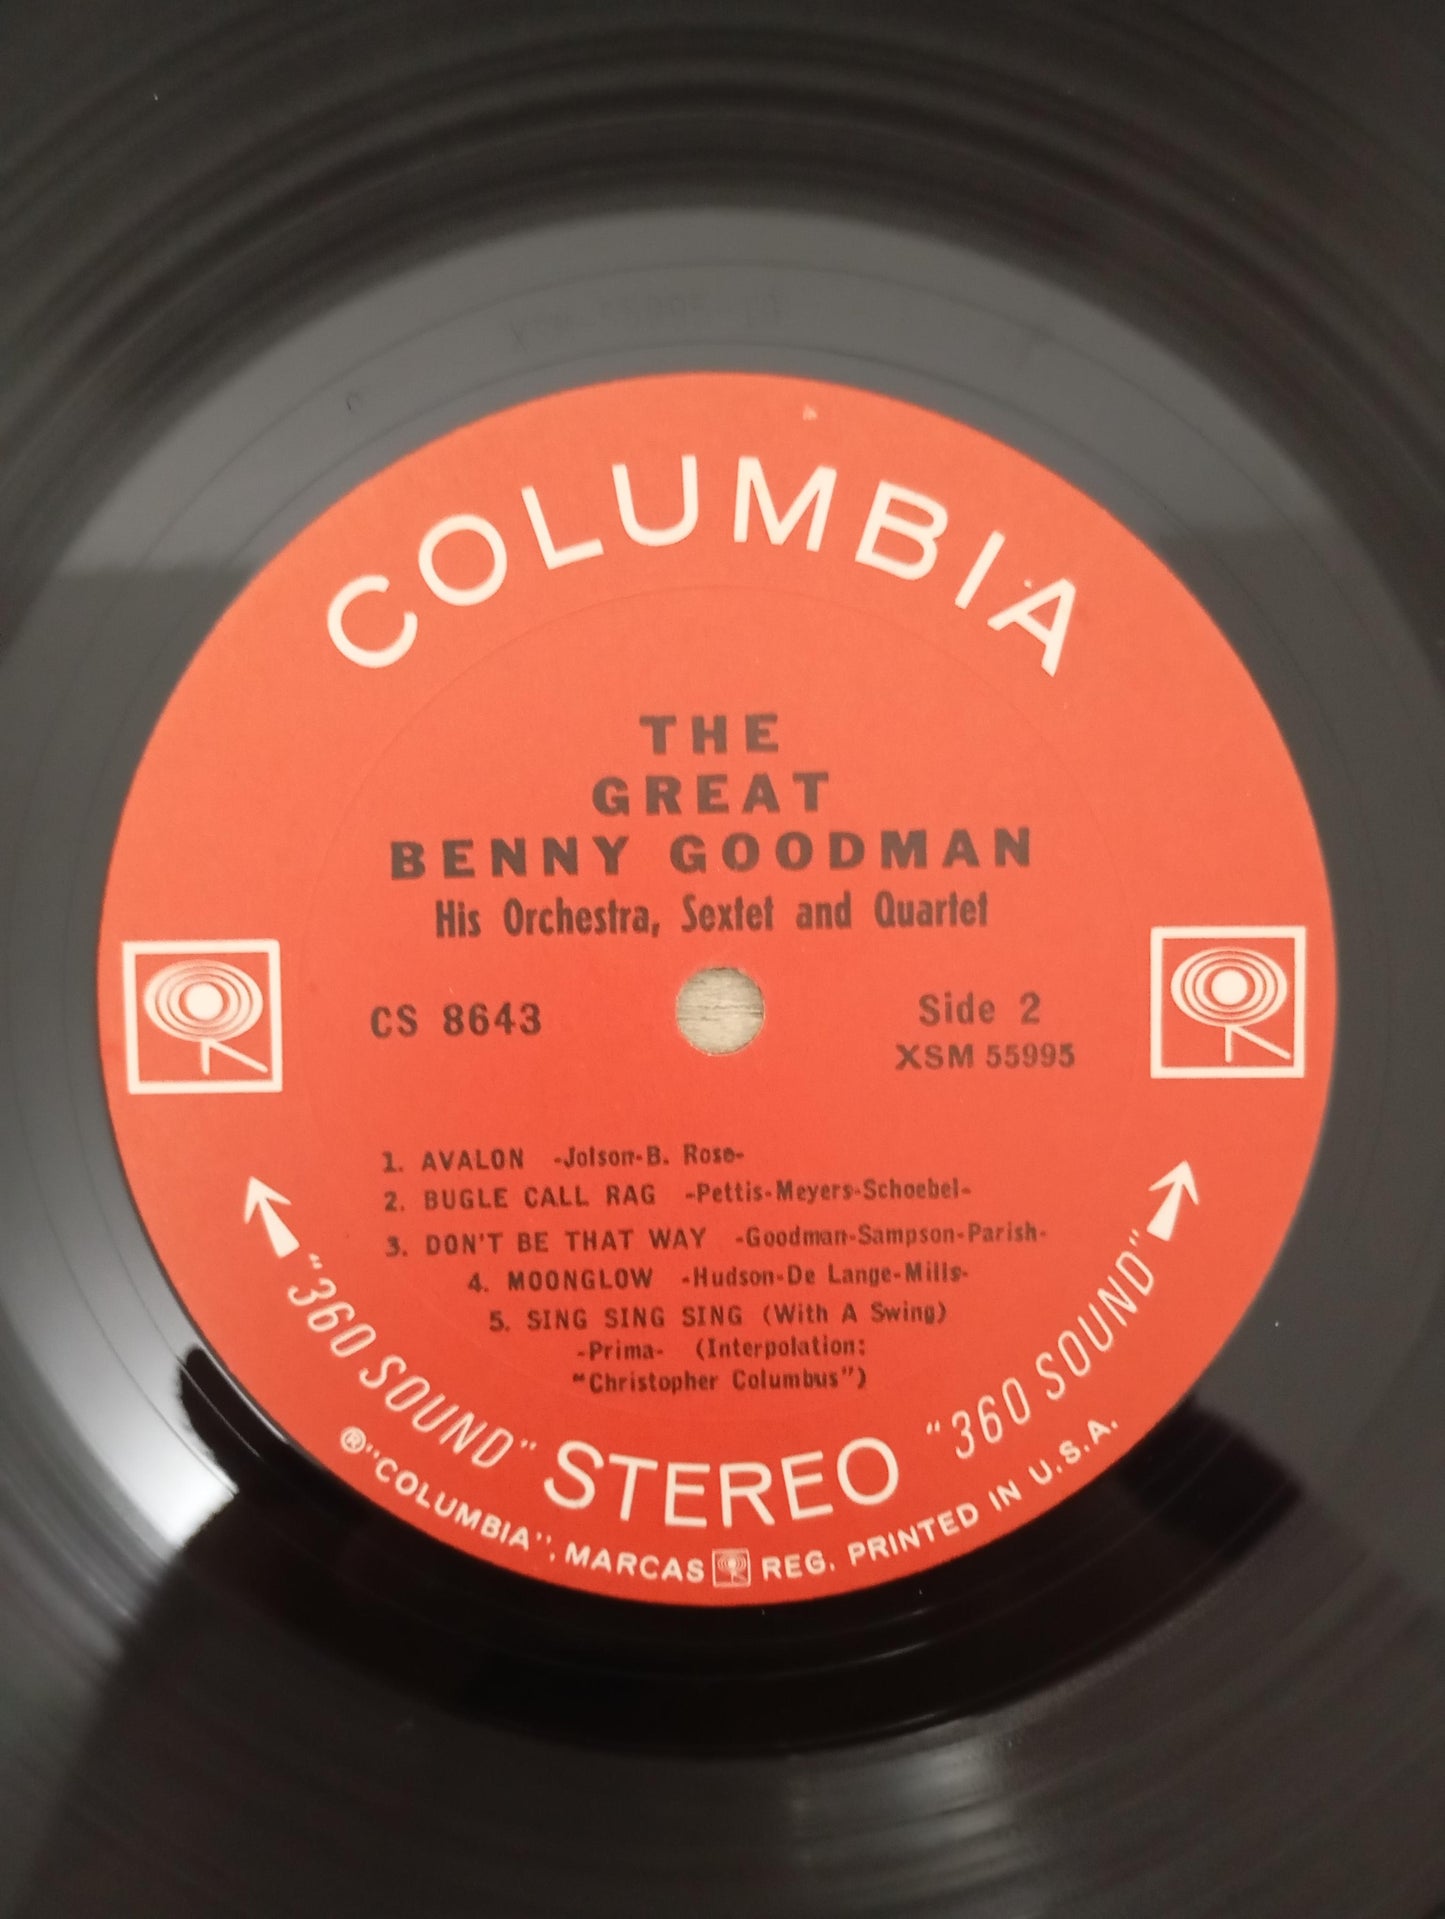 COLUMBIA
THE
GREAT
BENNY GOODMAN
His Orchestra, Sextet and Quartet
CS 8643
Side 2
XSM 55995
1. AVALON -Jolson-B. Rose-
2. BUGLE CALL RAG -Pettis-Meyers-Schoebel-
3. DON'T BE THAT WAY -Goodman-Sampson-Parish-
4. MOONGLOW -Hudson-De Lange-Mills-
5. SING SING SING (With A Swing)
-Prima- (Interpolation:
"Christopher Columbus")
"360 SOUND" STEREO "360 SOUND"
® "COLUMBIA", MARCAS REG. PRINTED IN U.S.A.